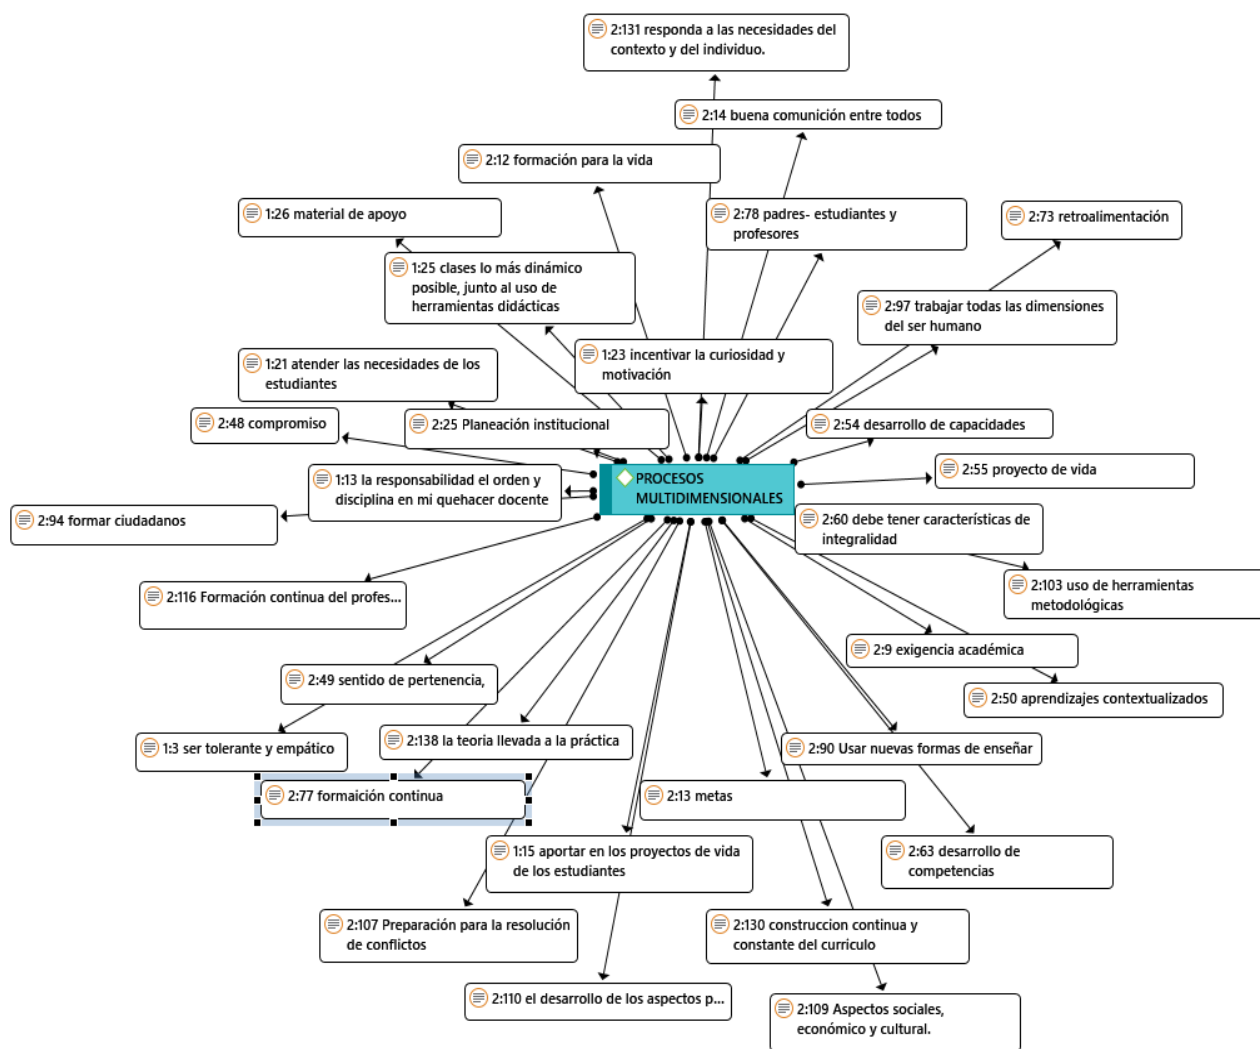 2:131 responda a las necesidades del
contexto y del individuo.
2:14 buena comunición entre todos
2:12 formación para la vida
1:26 material de apoyo
2:78 padres- estudiantes y
profesores
2:73 retroalimentación
1:25 clases lo más dinámico
posible, junto al uso de
herramientas didácticas
2:97 trabajar todas las dimensiones
del ser humano
1:23 incentivar la curiosidad y
motivación
1:21 atender las necesidades de los
estudiantes
2:48 compromiso
2:25 Planeación institucional
2:54 desarrollo de capacidades
PROCESOS
MULTIDIMENSIONALES
2:55 proyecto de vida
1:13 la responsabilidad el orden y
disciplina en mi quehacer docente
2:94 formar ciudadanos
2:60 debe tener características de
integralidad
2:103 uso de herramientas
metodológicas
2:116 Formación continua del profes...
2:9 exigencia académica
2:49 sentido de pertenencia,
2:50 aprendizajes contextualizados
1:3 ser tolerante y empático
2:138 la teoria llevada a la práctica
2:90 Usar nuevas formas de enseñar
2:77 formaición continua
2:13 metas
1:15 aportar en los proyectos de vida
de los estudiantes
2:63 desarrollo de
competencias
2:107 Preparación para la resolución
de conflictos
2:130 construccion continua y
constante del curriculo
2:110 el desarrollo de los aspectos p...
2:109 Aspectos sociales,
económico y cultural.